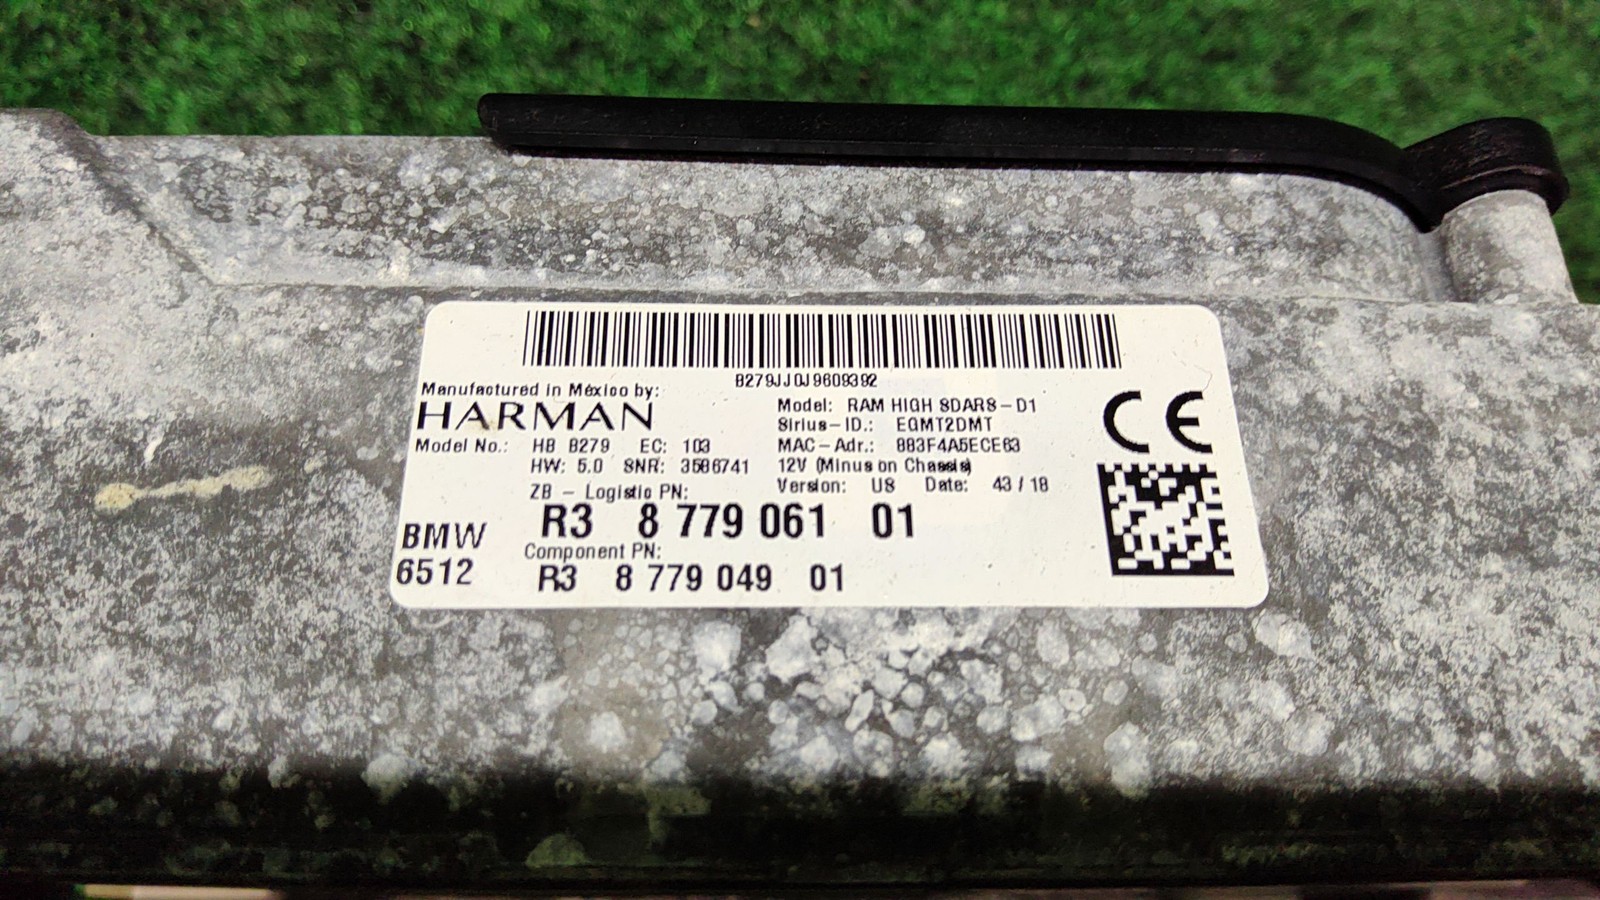 B279JJ0J9609392
Manufactured in México by:
HARMAN
Model: RAM HIGH SDARS-D1
Sirius-ID.: EGMT2DMT
Model No.: HB B279 EC: 103
MAC-Adr.: 883F4A5ECE63
HW: 5.0 SNR: 3586741
12V (Minus on Chassis)
Version: US Date: 43/18
ZB - Logistic PN:
R3 8 779 061 01
BMW
6512
Component PN:
R3 8 779 049 01
CE